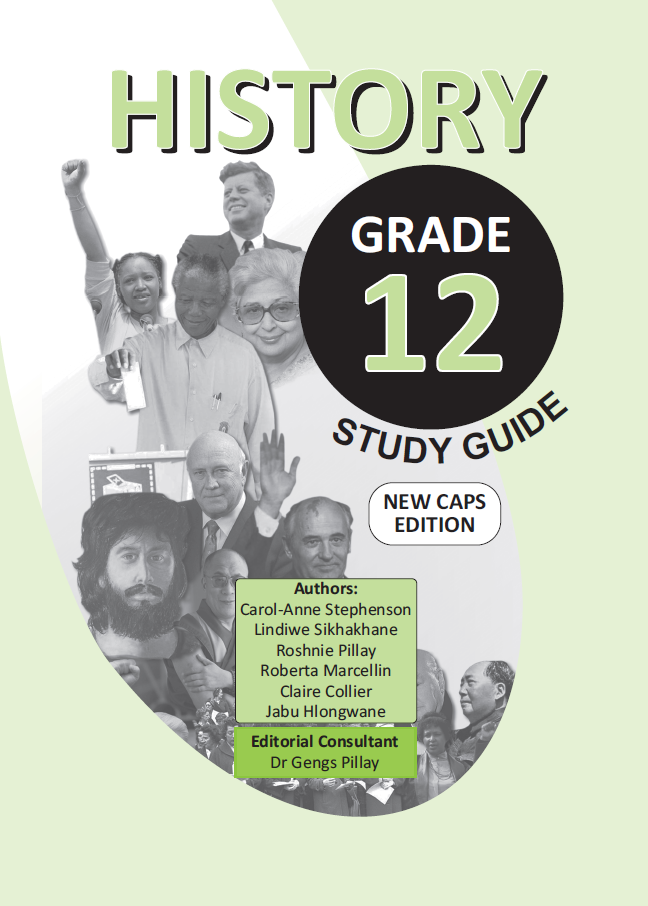 HISTORY
GRADE
12
STUDY GUIDE
NEW CAPS
EDITION
Authors:
Carol-Anne Stephenson
Lindiwe Sikhakhane
Roshnie Pillay
Roberta Marcellin
Claire Collier
Jabu Hlongwane
Editorial Consultant
Dr Gengs Pillay